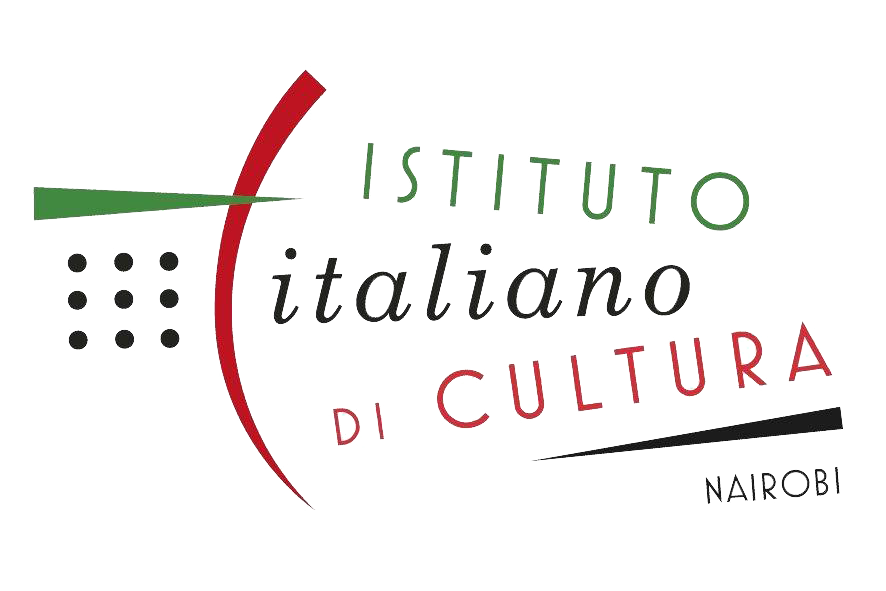 ISTITUTO
italiano
DI CULTURA
NAIROBI